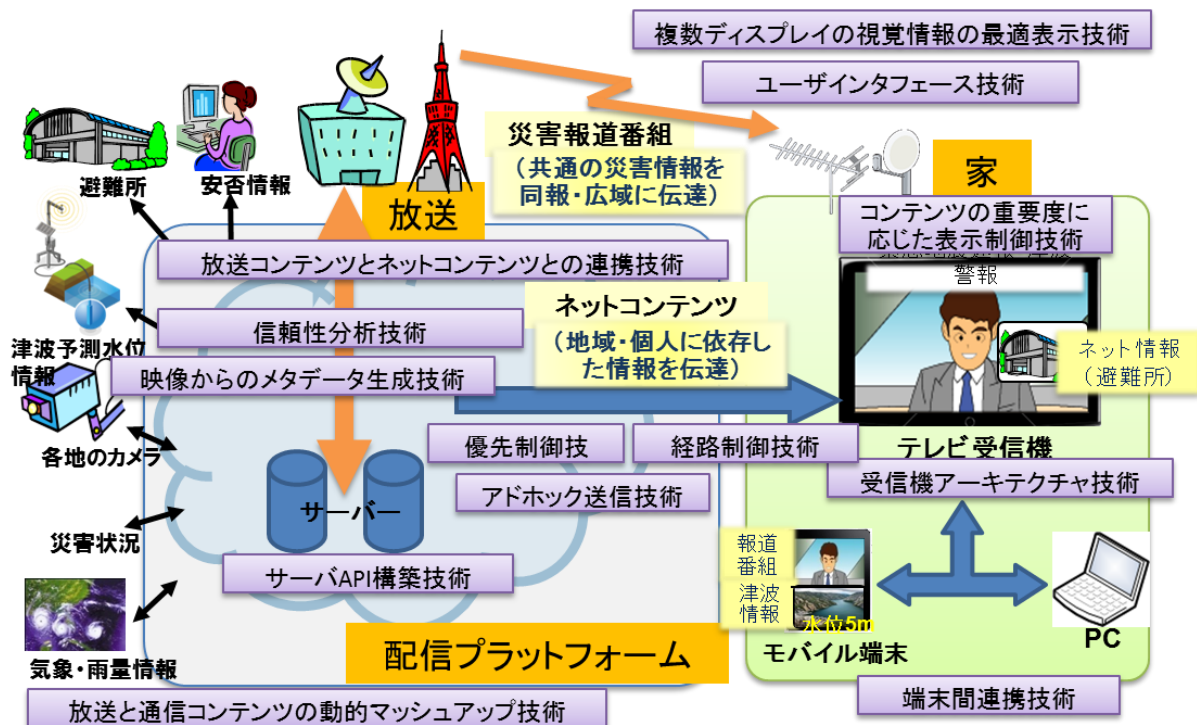 複数ディスプレイの視覚情報の最適表示技術
ユーザインタフェース技術
災害報道番組
(共通の災害情報を
同報・広域に伝達)
避難所
安否情報
放送
家
コンテンツの重要度に
応じた表示制御技術
警報
放送コンテンツとネットコンテンツとの連携技術
ネットコンテンツ
(地域・個人に依存し
た情報を伝達)
信頼性分析技術
津波予測水位
情報
映像からのメタデータ生成技術
ネット情報
(避難所)
各地のカメラ
優先制御技
経路制御技術
テレビ受信機
受信機アーキテクチャ技術
アドホック送信技術
サーバー
災害状況
サーバAPI構築技術
報道
番組
津波
情報
水位5m
モバイル端末
PC
気象・雨量情報
配信プラットフォーム
端末間連携技術
放送と通信コンテンツの動的マッシュアップ技術